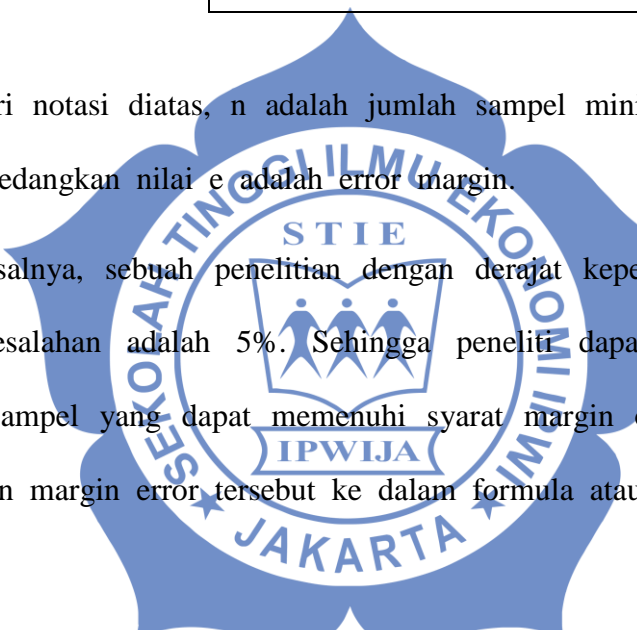 ri notasi diatas, n adalah jumlah sampel mini
edangkan nilai e adalah error margin.
salnya, sebuah penelitian dengan derajat kepe
esalahan adalah 5%. Sehingga peneliti dapa
ampel yang dapat memenuhi syarat margin
n margin error tersebut ke dalam formula atau
SEKOLAH TINGGI ILMU EKONOMI IPWI
STIE
IPWIJA
JAKARTA